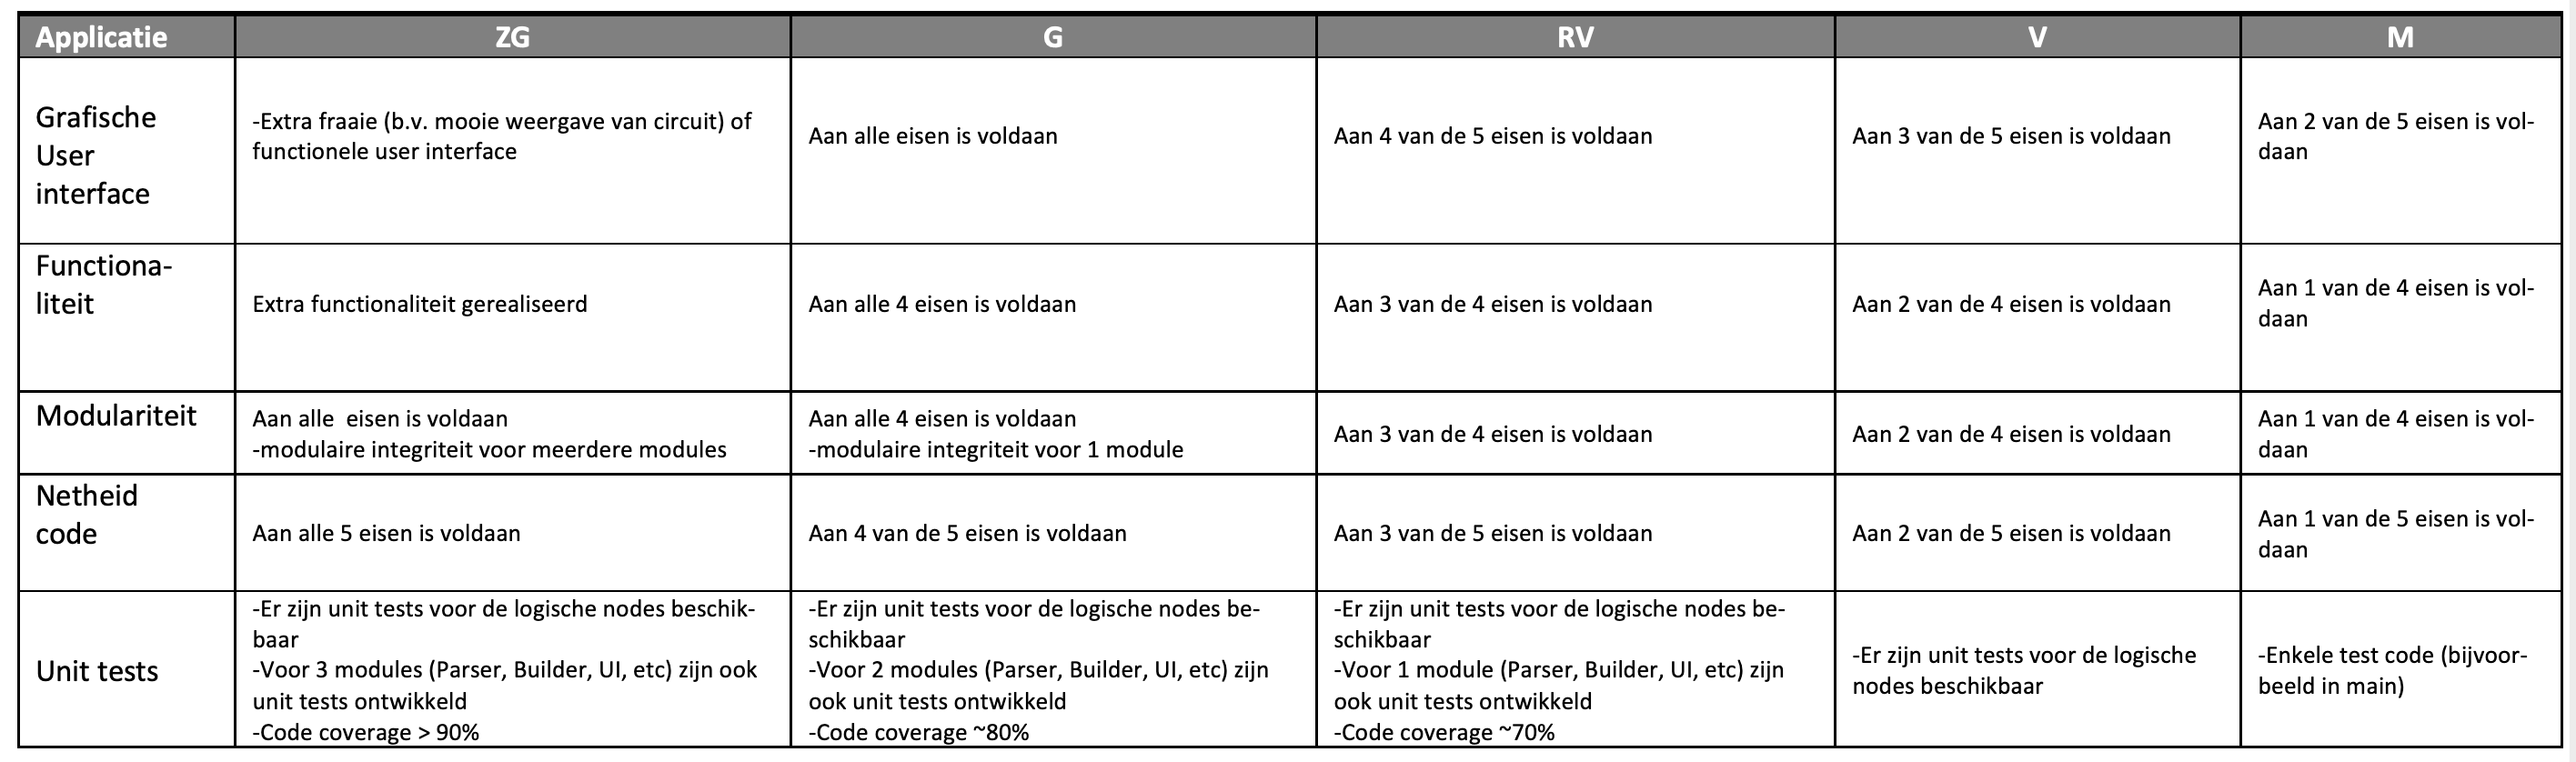 Applicatie
ZG
G
RV
V
M
Grafische
User
interface
-Extra fraaie (b.v. mooie weergave van circuit) of
functionele user interface
Aan alle eisen is voldaan
Aan 4 van de 5 eisen is voldaan
Aan 3 van de 5 eisen is voldaan
Aan 2 van de 5 eisen is vol-
daan
Functiona-
liteit
Extra functionaliteit gerealiseerd
Aan alle 4 eisen is voldaan
Aan 3 van de 4 eisen is voldaan
Aan 2 van de 4 eisen is voldaan
Aan 1 van de 4 eisen is vol-
daan
Modulariteit
Aan alle  eisen is voldaan
-modulaire integriteit voor meerdere modules
Aan alle 4 eisen is voldaan
-modulaire integriteit voor 1 module
Aan 3 van de 4 eisen is voldaan
Aan 2 van de 4 eisen is voldaan
Aan 1 van de 4 eisen is vol-
daan
Netheid
code
Aan alle 5 eisen is voldaan
Aan 4 van de 5 eisen is voldaan
Aan 3 van de 5 eisen is voldaan
Aan 2 van de 5 eisen is voldaan
Aan 1 van de 5 eisen is vol-
daan
Unit tests
-Er zijn unit tests voor de logische nodes beschik-
baar
-Voor 3 modules (Parser, Builder, UI, etc) zijn ook
unit tests ontwikkeld
-Code coverage > 90%
-Er zijn unit tests voor de logische nodes be-
schikbaar
-Voor 2 modules (Parser, Builder, UI, etc) zijn
ook unit tests ontwikkeld
-Code coverage ~80%
-Er zijn unit tests voor de logische nodes be-
schikbaar
-Voor 1 module (Parser, Builder, UI, etc) zijn
ook unit tests ontwikkeld
-Code coverage ~70%
-Er zijn unit tests voor de logische
nodes beschikbaar
-Enkele test code (bijvoor-
beeld in main)